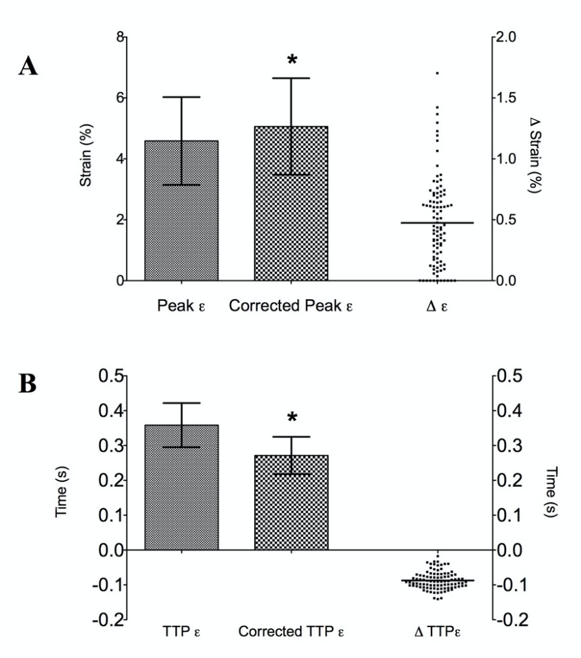 A
8
6
4
2
0
Strain (%)
*
2.0
1.5
1.0
0.5
0.0
Δ Strain (%)
Peak ε
Corrected Peak ε
Δ ε
B
0.5
0.4
0.3
0.2
0.1
0.0
-0.1
-0.2
Time (s)
*
0.5
0.4
0.3
0.2
0.1
0.0
-0.1
-0.2
Time (s)
TTP ε
Corrected TTP ε
Δ TTPε